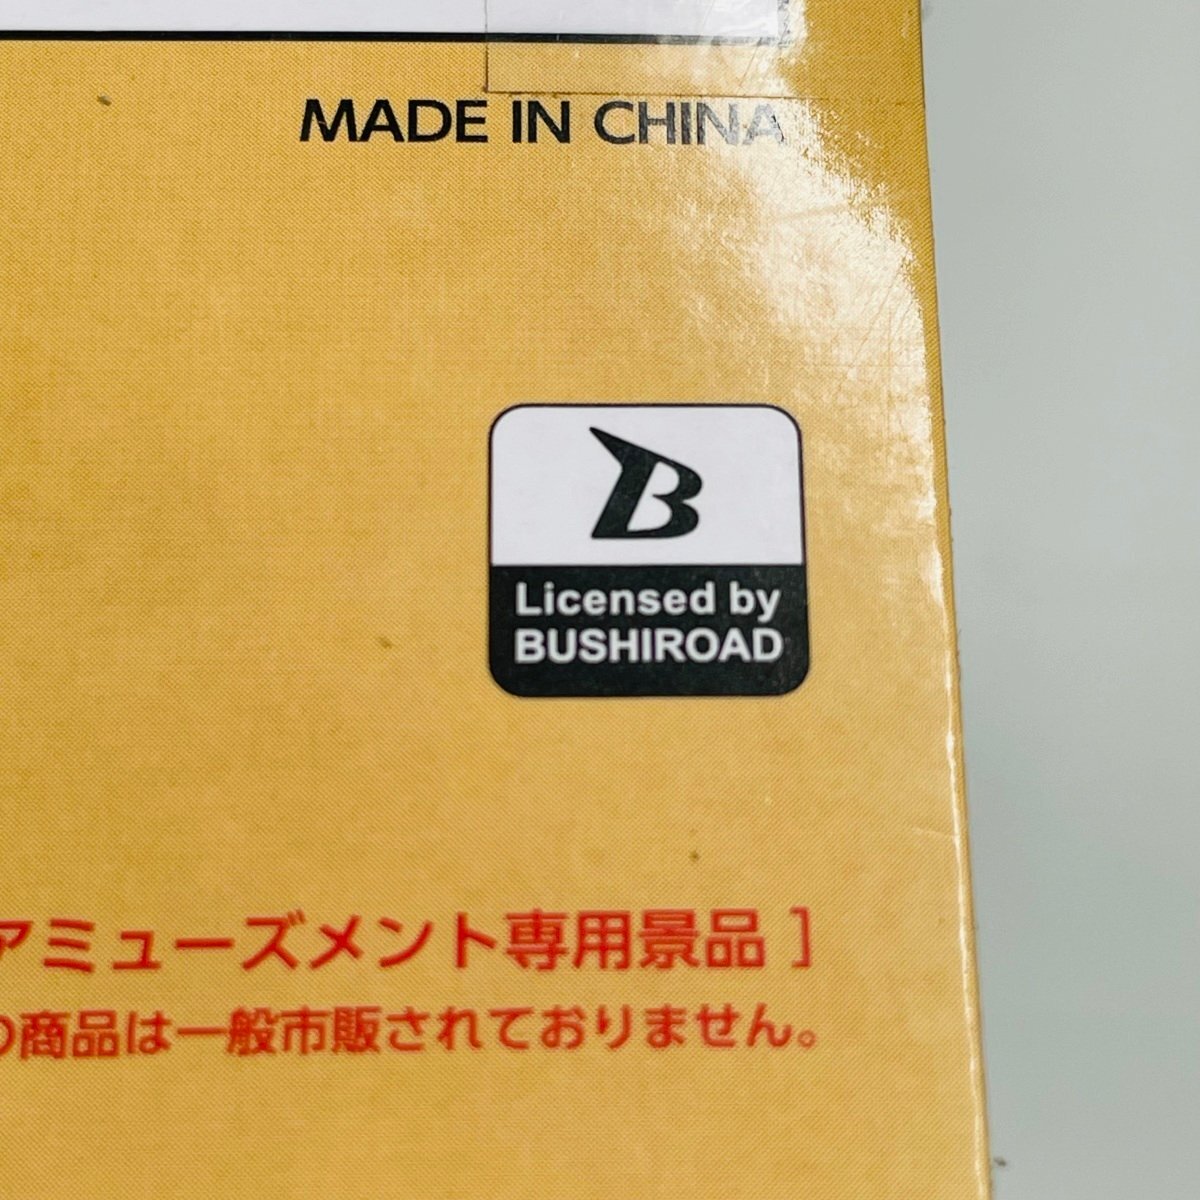 MADE IN CHINA
B
Licensed by
BUSHIROAD
アミューズメント専用景品］
の商品は一般市販されておりません。